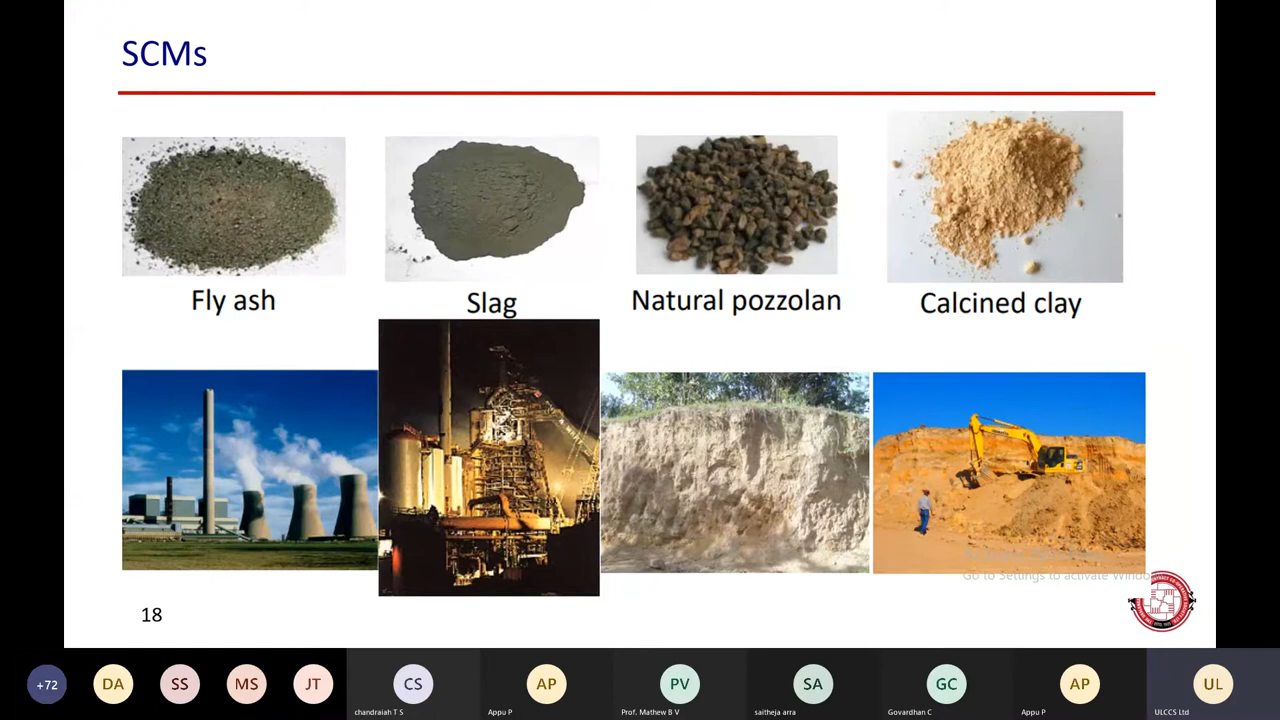 SCMs
Fly ash
Slag
Natural pozzolan
Calcined clay
Go to Settings to activate Windo
18
+72
DA
SS
MS
JT
CS
AP
PV
SA
GC
AP
UL
chandraiah T S
Appu P
Prof. Mathew B V
saitheja arra
Govardhan C
Appu P
ULCCS Ltd